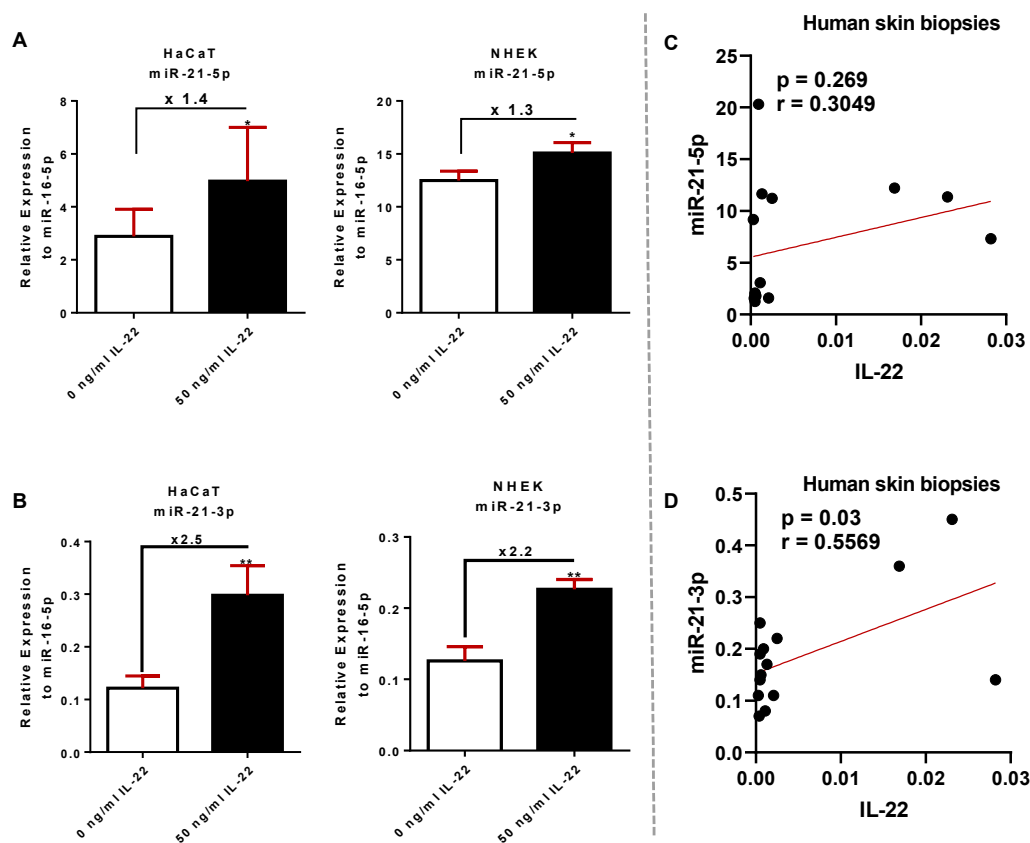 A
HaCaT
miR-21-5p
x 1.4
*
Relative Expression
to miR-16-5p
8
6
4
2
0
0 ng/ml IL-22
50 ng/ml IL-22
NHEK
miR-21-5p
x 1.3
*
Relative Expression
to miR-16-5p
20
15
10
5
0
0 ng/ml IL-22
50 ng/ml IL-22
B
HaCaT
miR-21-3p
x2.5
**
Relative Expression
to miR-16-5p
0.4
0.3
0.2
0.1
0.0
0 ng/ml IL-22
50 ng/ml IL-22
NHEK
miR-21-3p
x2.2
**
Relative Expression
to miR-16-5p
0.3
0.2
0.1
0.0
0 ng/ml IL-22
50 ng/ml IL-22
C
Human skin biopsies
p = 0.269
r = 0.3049
miR-21-5p
25
20
15
10
5
0
0.00 0.01 0.02 0.03
IL-22
D
Human skin biopsies
p = 0.03
r = 0.5569
miR-21-3p
0.5
0.4
0.3
0.2
0.1
0.0
0.00 0.01 0.02 0.03
IL-22